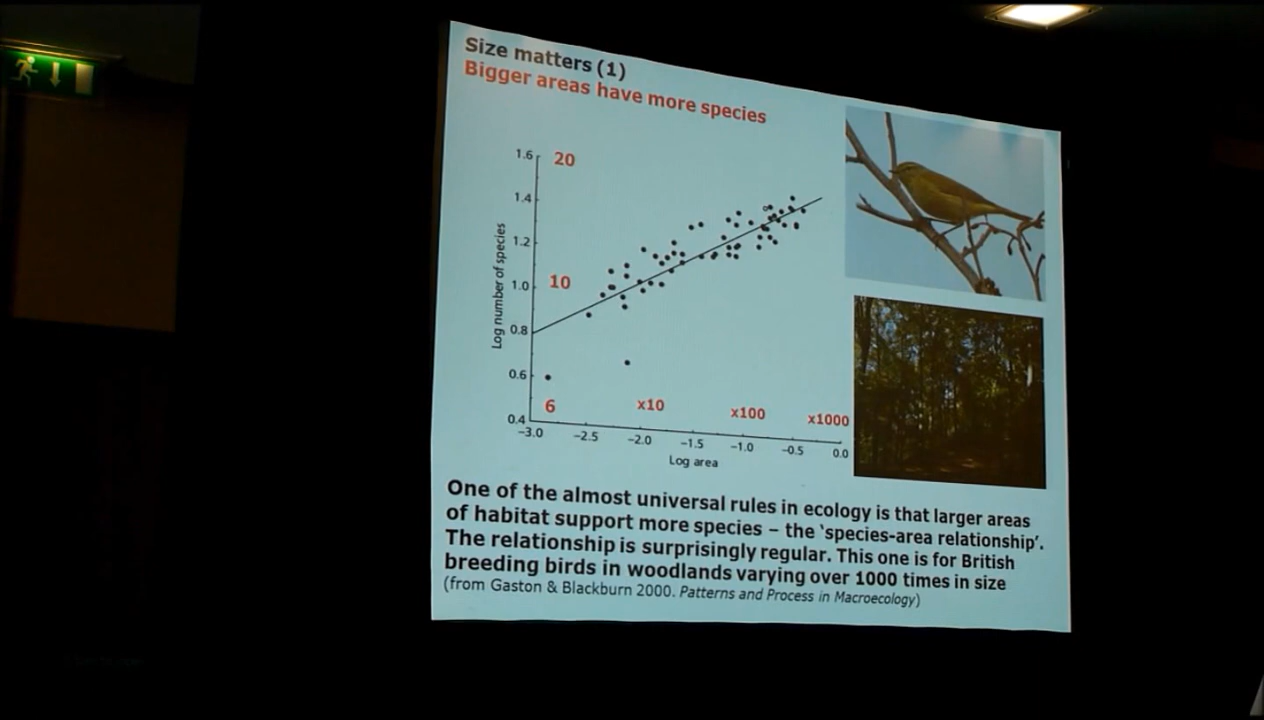 Size matters (1)
Bigger areas have more species
1.6
20
1.4
1.2
1.0
10
0.8
0.6
0.4
Log number of species
6
x10
x100
x1000
-3.0
-2.5
-2.0
-1.5
-1.0
-0.5
0.0
Log area
One of the almost universal rules in ecology is that larger areas
of habitat support more species – the ‘species-area relationship’.
The relationship is surprisingly regular. This one is for British
breeding birds in woodlands varying over 1000 times in size
(from Gaston & Blackburn 2000. Patterns and Process in Macroecology)